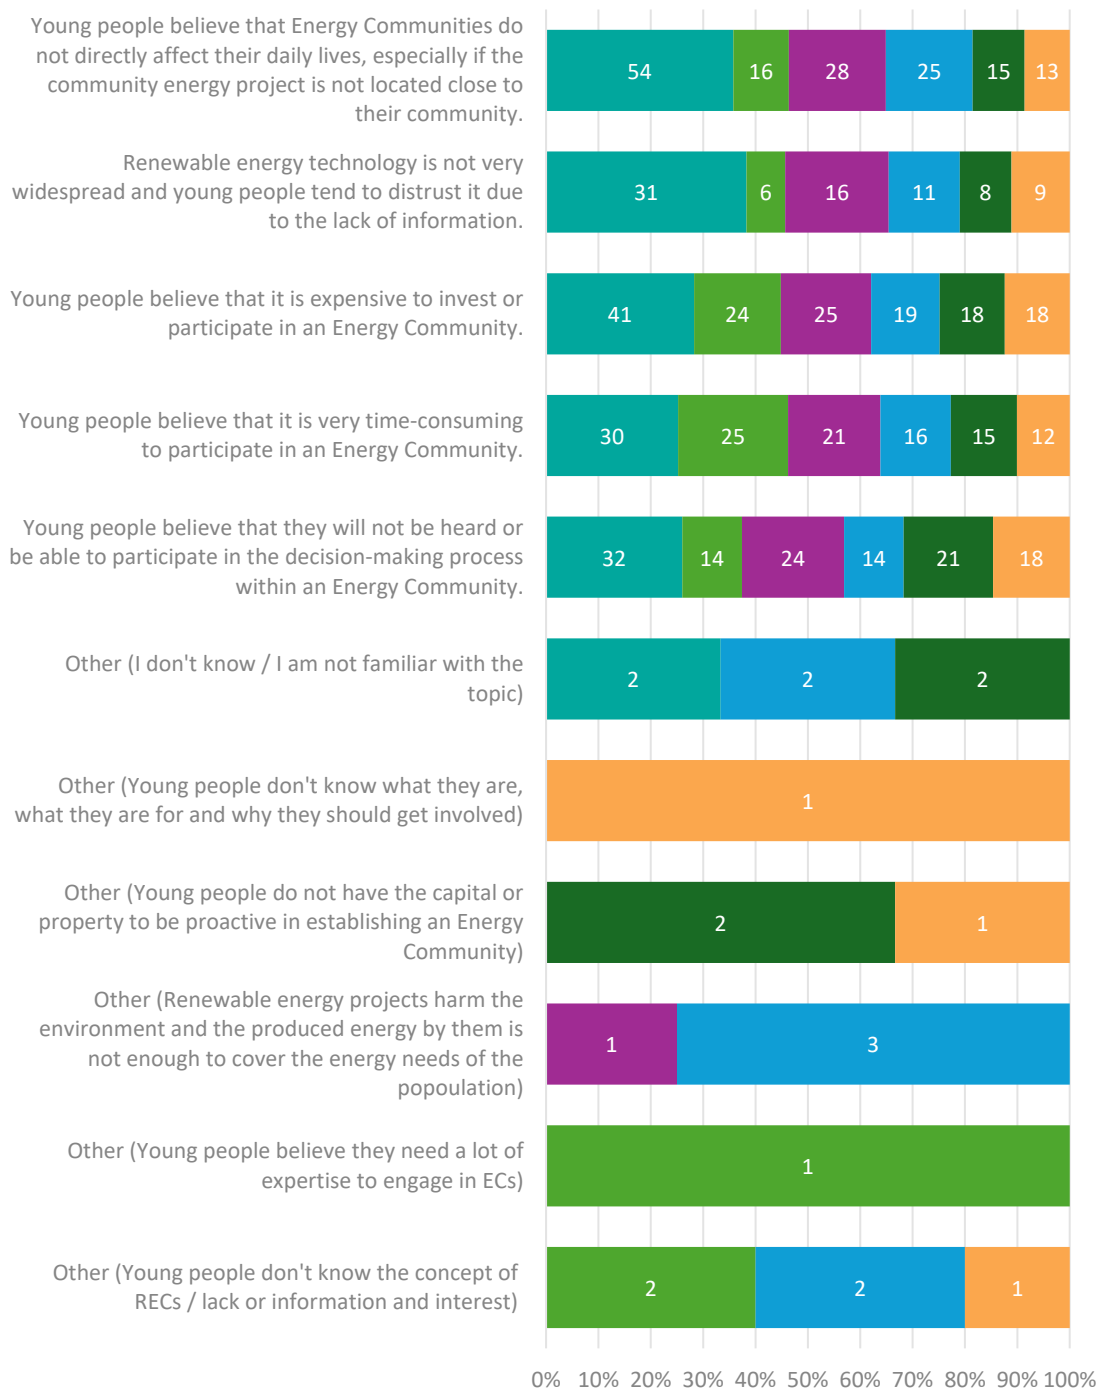 Young people believe that Energy Communities do
not directly affect their daily lives, especially if the
community energy project is not located close to
their community.
54 16 28 25 15 13
Renewable energy technology is not very
widespread and young people tend to distrust it due
to the lack of information.
31 6 16 11 8 9
Young people believe that it is expensive to invest or
participate in an Energy Community.
41 24 25 19 18 18
Young people believe that it is very time-consuming
to participate in an Energy Community.
30 25 21 16 15 12
Young people believe that they will not be heard or
be able to participate in the decision-making process
within an Energy Community.
32 14 24 14 21 18
Other (I don't know / I am not familiar with the
topic)
2 2 2
Other (Young people don't know what they are,
what they are for and why they should get involved)
1
Other (Young people do not have the capital or
property to be proactive in establishing an Energy
Community)
2 1
Other (Renewable energy projects harm the
environment and the produced energy by them is
not enough to cover the energy needs of the
popoulation)
1 3
Other (Young people believe they need a lot of
expertise to engage in ECs)
1
Other (Young people don't know the concept of
RECs / lack or information and interest)
2 2 1
0% 10% 20% 30% 40% 50% 60% 70% 80% 90% 100%